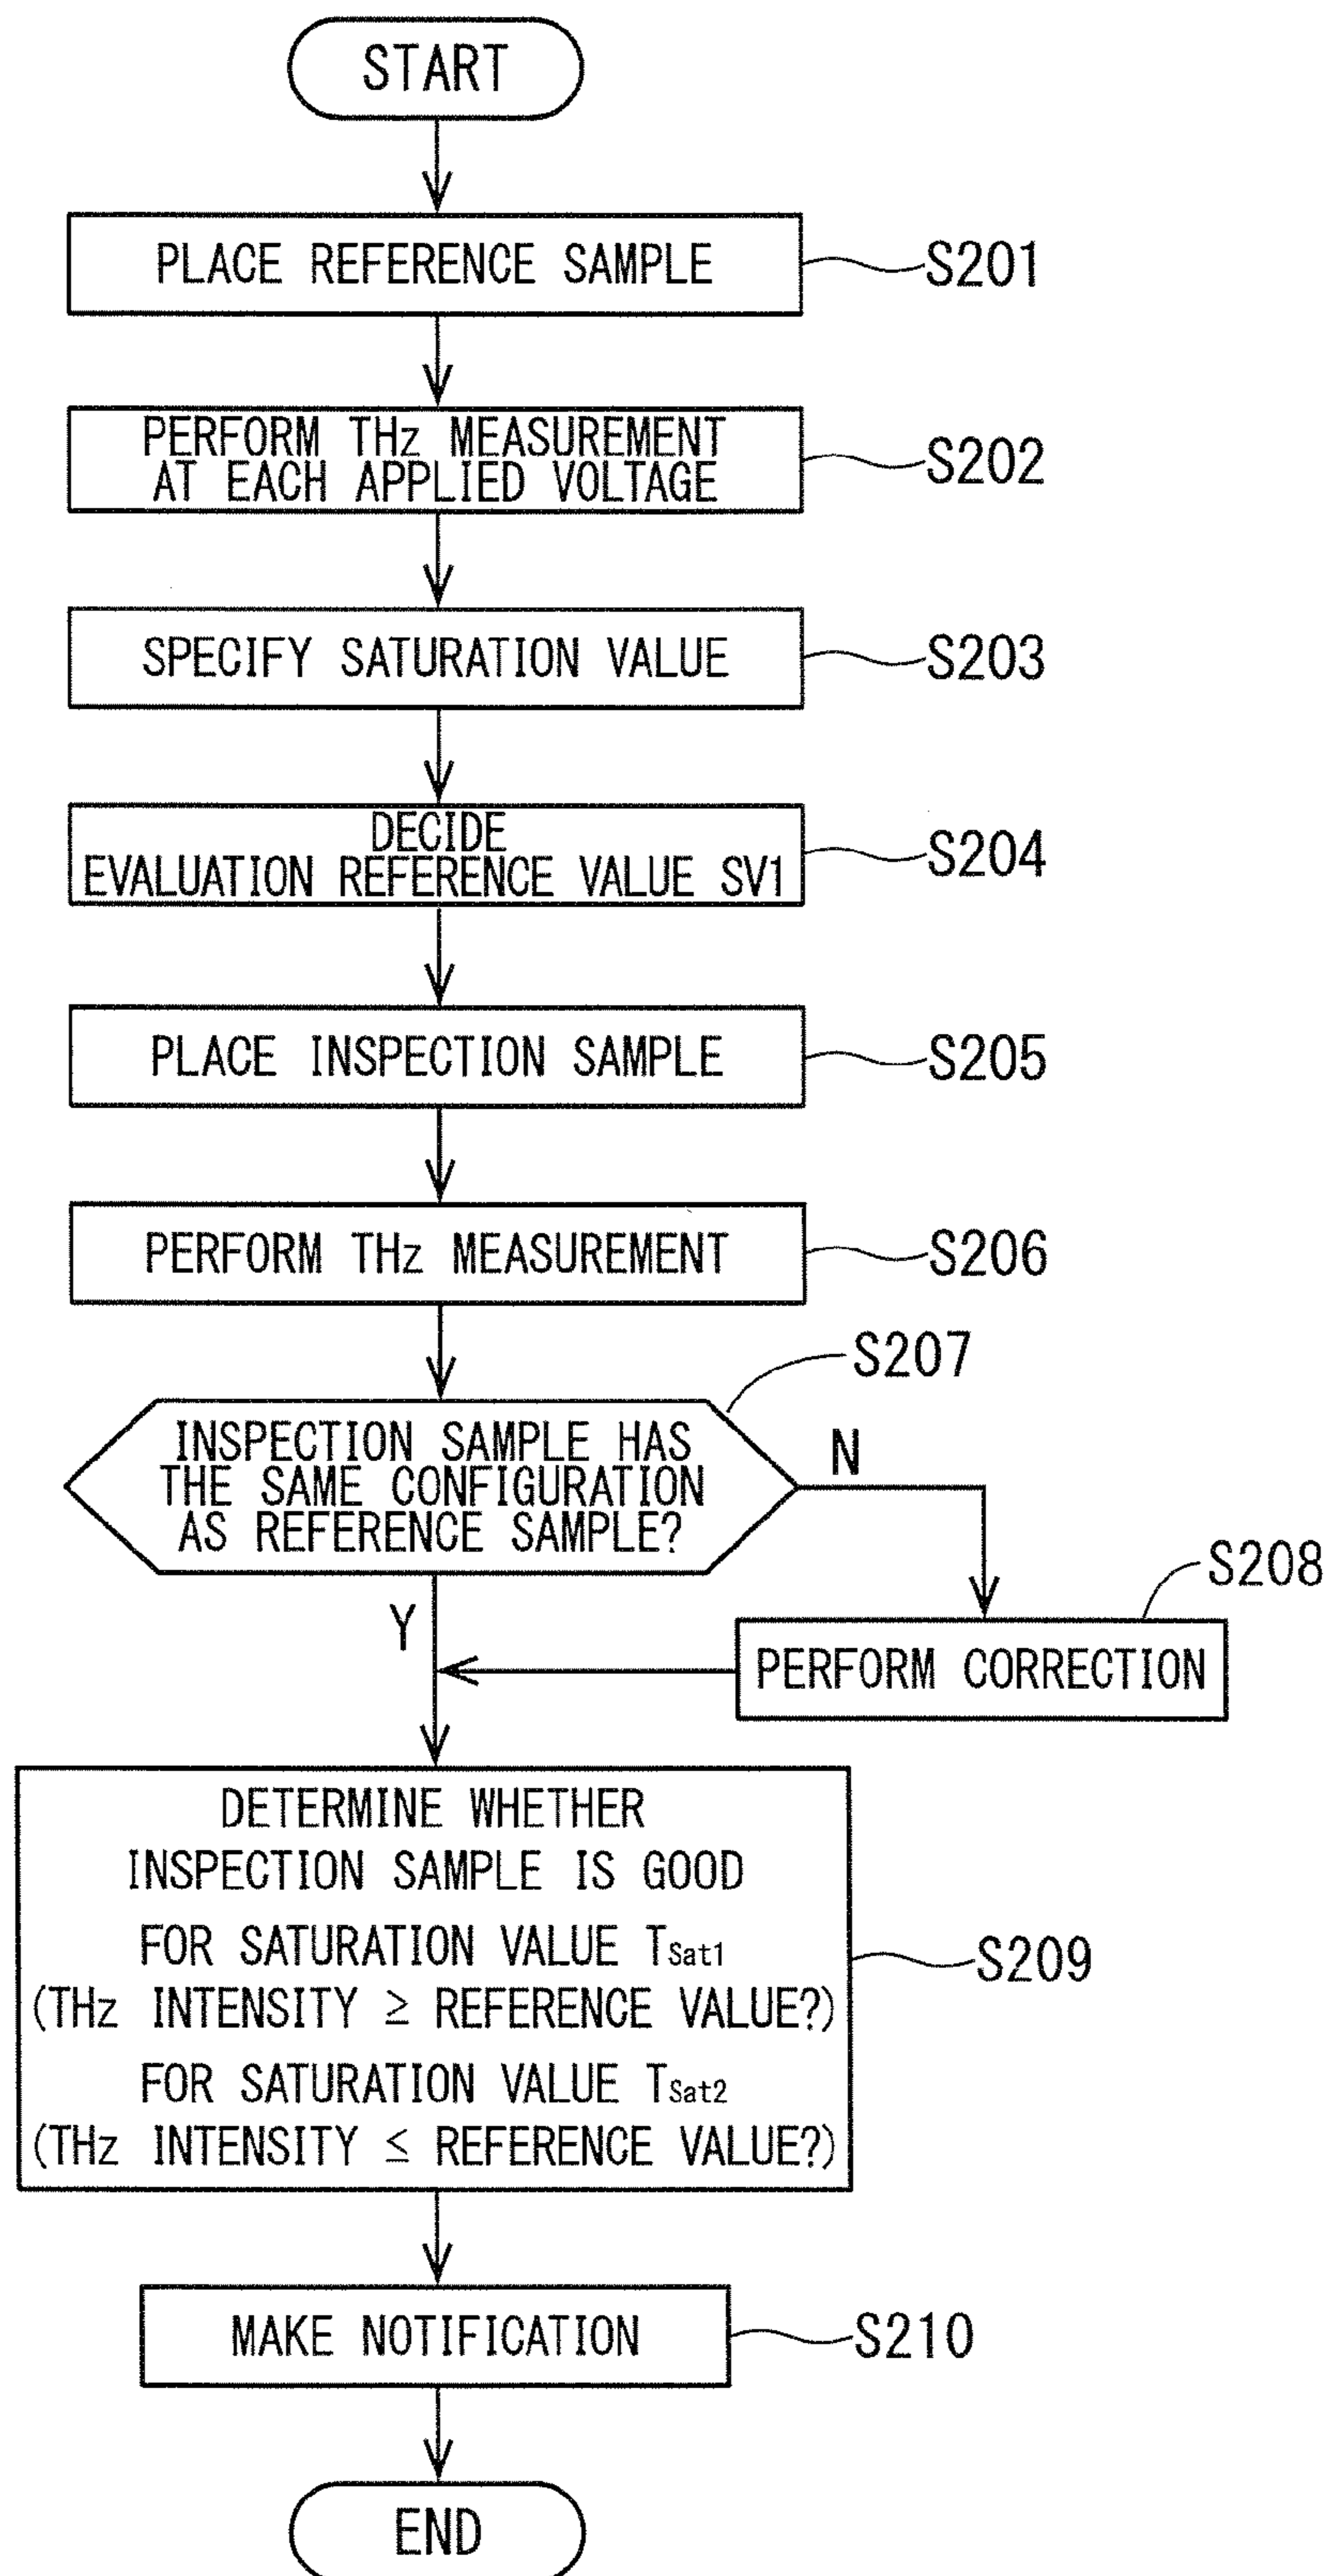 START
PLACE REFERENCE SAMPLE
S201
PERFORM THz MEASUREMENT
AT EACH APPLIED VOLTAGE
S202
SPECIFY SATURATION VALUE
S203
DECIDE
EVALUATION REFERENCE VALUE SV1
S204
PLACE INSPECTION SAMPLE
S205
PERFORM THz MEASUREMENT
S206
S207
INSPECTION SAMPLE HAS
THE SAME CONFIGURATION
AS REFERENCE SAMPLE?
N
S208
Y
PERFORM CORRECTION
DETERMINE WHETHER
INSPECTION SAMPLE IS GOOD
FOR SATURATION VALUE TSat1
(THz INTENSITY ≥ REFERENCE VALUE?)
FOR SATURATION VALUE TSat2
(THz INTENSITY ≤ REFERENCE VALUE?)
S209
MAKE NOTIFICATION
S210
END